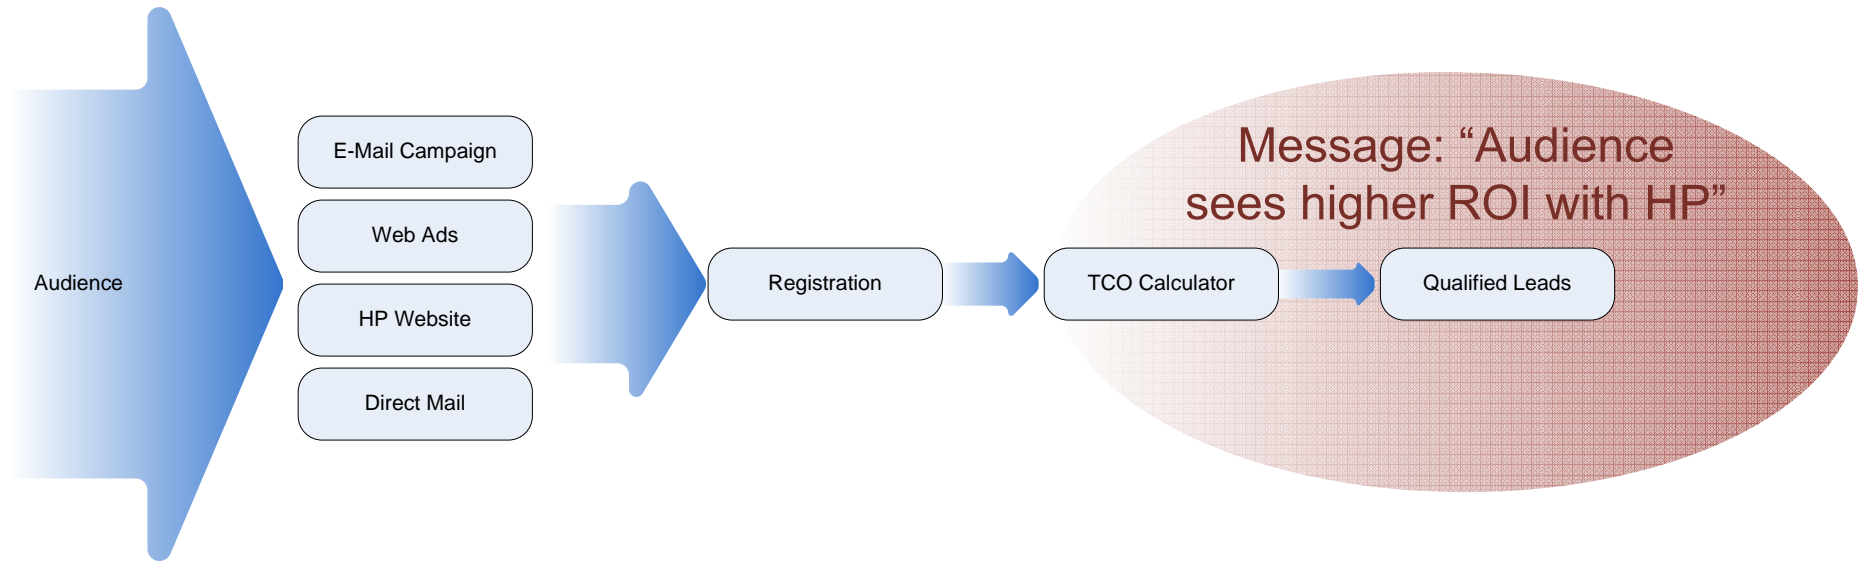 Audience
E-Mail Campaign
Web Ads
HP Website
Direct Mail
Registration
Message: “Audience
sees higher ROI with HP”
TCO Calculator
Qualified Leads